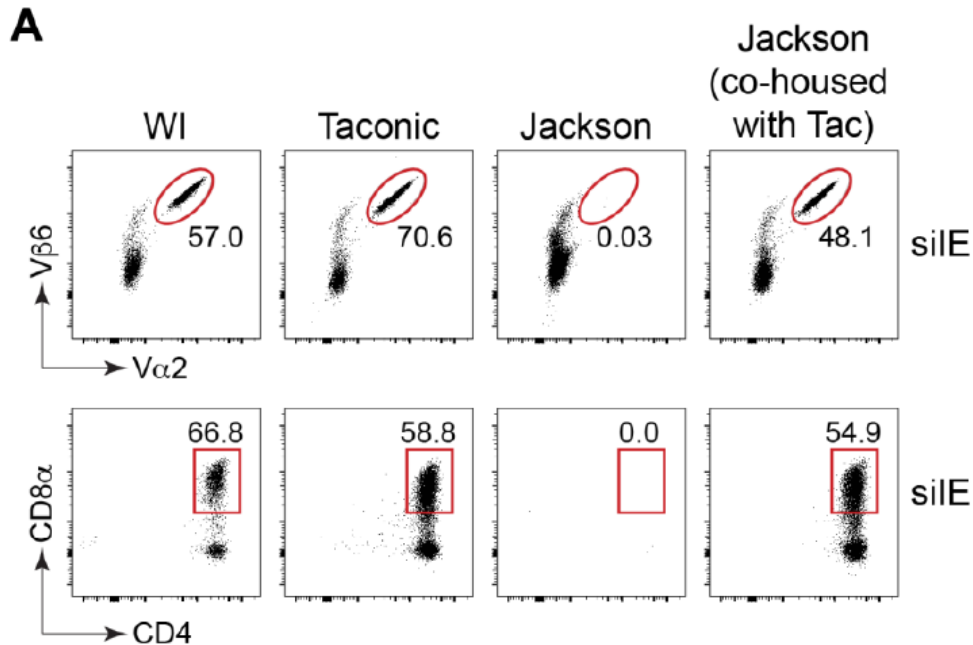 A
WI
Taconic
Jackson
Jackson
(co-housed
with Tac)
Vβ6
57.0
70.6
0.03
48.1
siIE
Vα2
CD8α
66.8
58.8
0.0
54.9
siIE
CD4